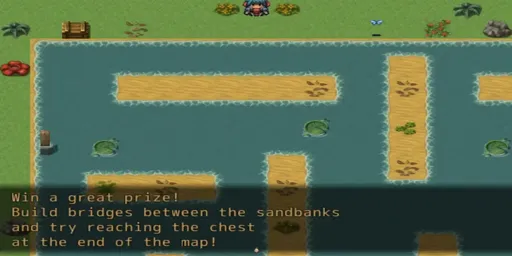 Win a great prize!
Build bridges between the sandbanks
and try reaching the chest
at the end of the map!